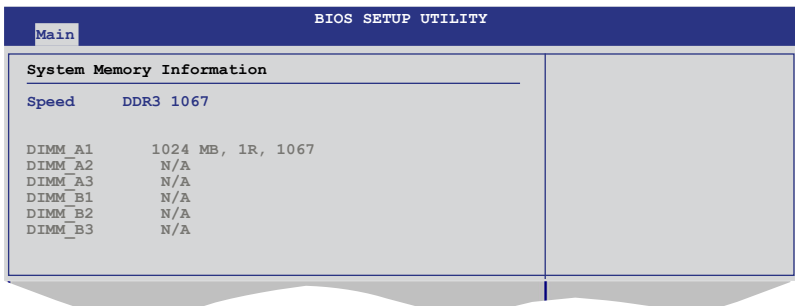 BIOS SETUP UTILITY
Main
System Memory Information
Speed DDR3 1067
DIMM_A1 1024 MB, 1R, 1067
DIMM_A2 N/A
DIMM_A3 N/A
DIMM_B1 N/A
DIMM_B2 N/A
DIMM_B3 N/A